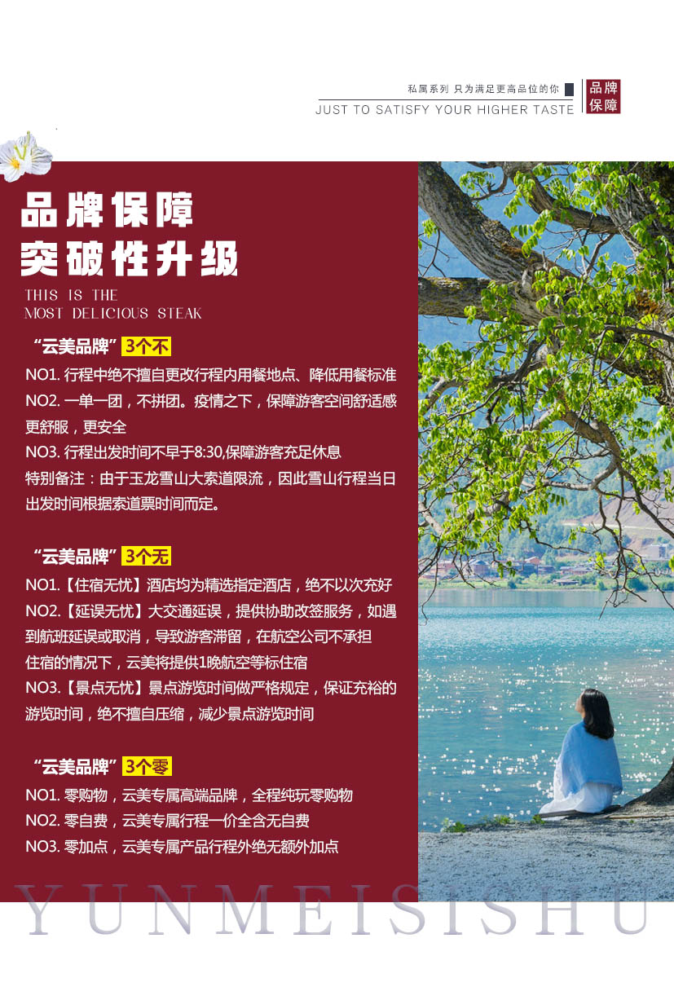 私属系列 只为满足更高品位的你
JUST TO SATISFY YOUR HIGHER TASTE
品牌
保障
品牌保障
突破性升级
THIS IS THE
MOST DELICIOUS STEAK
“云美品牌” 3个不
NO1. 行程中绝不擅自更改行程内用餐地点、降低用餐标准
NO2. 一单一团，不拼团。疫情之下，保障游客空间舒适感
更舒服，更安全
NO3. 行程出发时间不早于8:30,保障游客充足休息
特别备注：由于玉龙雪山大索道限流，因此雪山行程当日
出发时间根据索道票时间而定。
“云美品牌” 3个无
NO1.【住宿无忧】酒店均为精选指定酒店，绝不以次充好
NO2.【延误无忧】大交通延误，提供协助改签服务，如遇
到航班延误或取消，导致游客滞留，在航空公司不承担
住宿的情况下，云美将提供1晚航空等标住宿
NO3.【景点无忧】景点游览时间做严格规定，保证充裕的
游览时间，绝不擅自压缩，减少景点游览时间
“云美品牌” 3个零
NO1. 零购物，云美专属高端品牌，全程纯玩零购物
NO2. 零自费，云美专属行程一价全含无自费
NO3. 零加点，云美专属产品行程外绝无额外加点
YUNMEISISHU